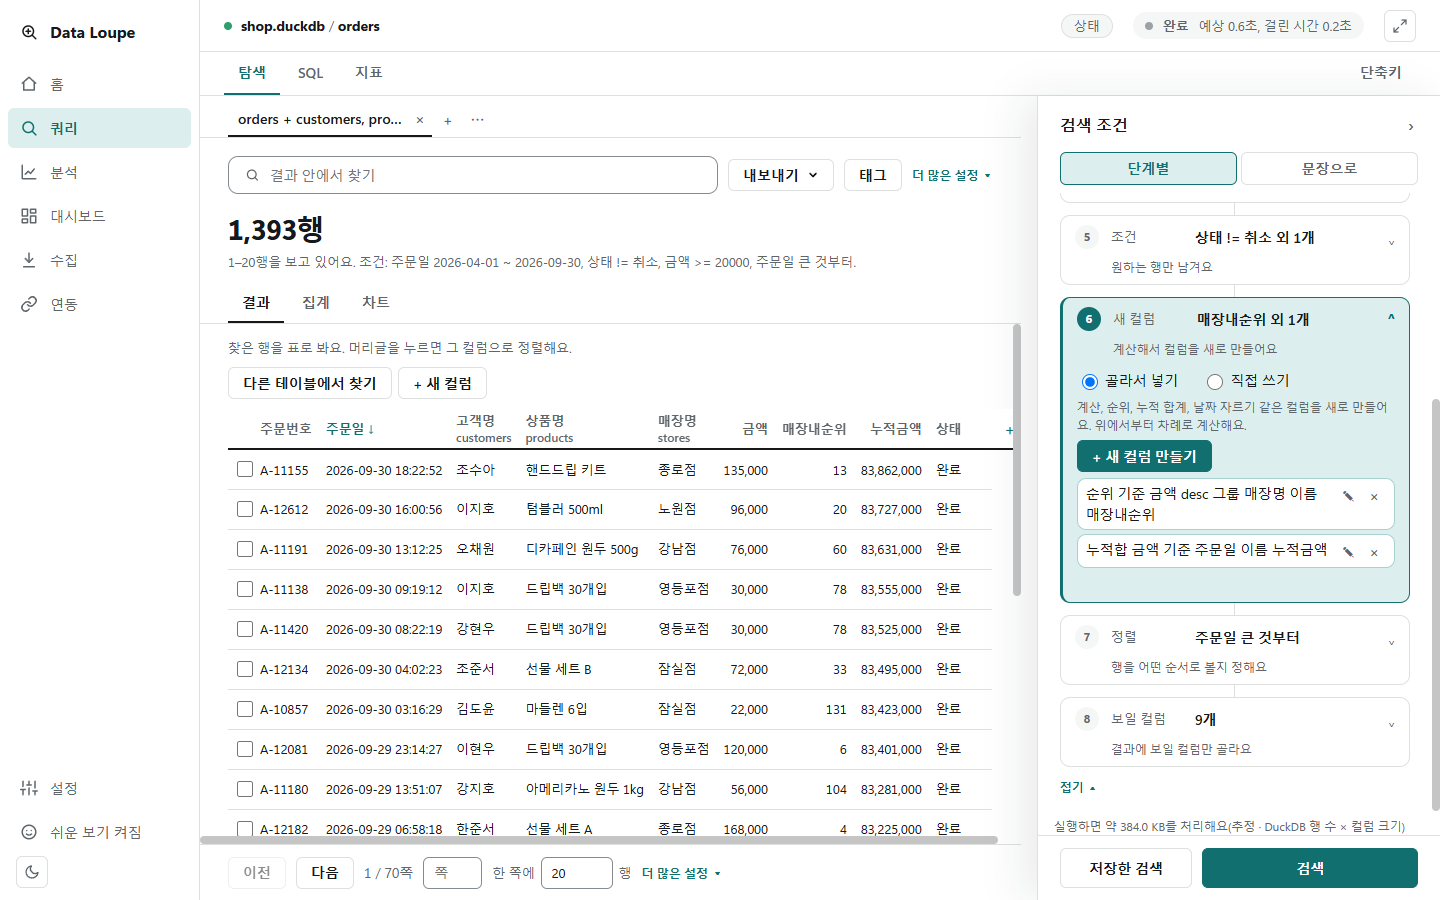 Data Loupe
홈
쿼리
분석
대시보드
수집
연동
설정
쉬운 보기 켜짐
shop.duckdb / orders
상태
완료 예상 0.6초, 걸린 시간 0.2초
탐색 SQL 지표
단축키
orders + customers, pro... × + ···
결과 안에서 찾기
내보내기
태그
더 많은 설정
1,393행
1–20행을 보고 있어요. 조건: 주문일 2026-04-01 ~ 2026-09-30, 상태 != 취소, 금액 >= 20000, 주문일 큰 것부터.
결과 집계 차트
찾은 행을 표로 봐요. 머리글을 누르면 그 컬럼으로 정렬해요.
다른 테이블에서 찾기
+ 새 컬럼
주문번호 주문일 ↓ 고객명 customers 상품명 products 매장명 stores 금액 매장내순위 누적금액 상태 +
A-11155 2026-09-30 18:22:52 조수아 핸드드립 키트 종로점 135,000 13 83,862,000 완료
A-12612 2026-09-30 16:00:56 이지호 텀블러 500ml 노원점 96,000 20 83,727,000 완료
A-11191 2026-09-30 13:12:25 오채원 디카페인 원두 500g 강남점 76,000 60 83,631,000 완료
A-11138 2026-09-30 09:19:12 이지호 드립백 30개입 영등포점 30,000 78 83,555,000 완료
A-11420 2026-09-30 08:22:19 강현우 드립백 30개입 영등포점 30,000 78 83,525,000 완료
A-12134 2026-09-30 04:02:23 조준서 선물 세트 B 잠실점 72,000 33 83,495,000 완료
A-10857 2026-09-30 03:16:29 김도윤 마들렌 6입 잠실점 22,000 131 83,423,000 완료
A-12081 2026-09-29 23:14:27 이현우 드립백 30개입 영등포점 120,000 6 83,401,000 완료
A-11180 2026-09-29 13:51:07 강지호 아메리카노 원두 1kg 강남점 56,000 104 83,281,000 완료
A-12182 2026-09-29 06:58:18 한준서 선물 세트 A 종로점 168,000 4 83,225,000 완료
이전
다음
1 / 70쪽
쪽
한 쪽에
20
행
더 많은 설정
검색 조건
단계별
문장으로
5 조건 상태 != 취소 외 1개
원하는 행만 남겨요
6 새 컬럼 매장내순위 외 1개
계산해서 컬럼을 새로 만들어요
골라서 넣기
직접 쓰기
계산, 순위, 누적 합계, 날짜 자르기 같은 컬럼을 새로 만들어
요. 위에서부터 차례로 계산해요.
+ 새 컬럼 만들기
순위 기준 금액 desc 그룹 매장명 이름
매장내순위
×
누적합 금액 기준 주문일 이름 누적금액
×
7 정렬 주문일 큰 것부터
행을 어떤 순서로 볼지 정해요
8 보일 컬럼 9개
결과에 보일 컬럼만 골라요
접기
실행하면 약 384.0 KB를 처리해요(추정 · DuckDB 행 수 × 컬럼 크기)
저장한 검색
검색